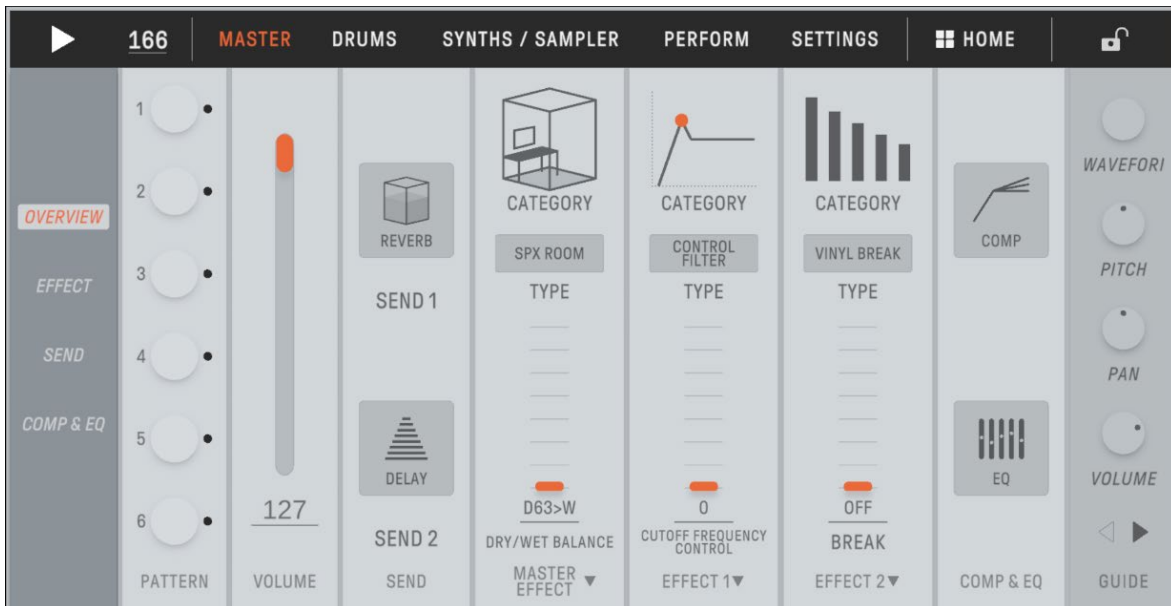 166 MASTER DRUMS SYNTHS / SAMPLER PERFORM SETTINGS HOME
OVERVIEW
EFFECT
SEND
COMP & EQ
1
2
3
4
5
6
PATTERN
127
VOLUME
REVERB
SEND 1
DELAY
SEND 2
SEND
CATEGORY
SPX ROOM
TYPE
D63>W
DRY/WET BALANCE
MASTER
EFFECT
CATEGORY
CONTROL
FILTER
TYPE
0
CUTOFF FREQUENCY
CONTROL
EFFECT 1
CATEGORY
VINYL BREAK
TYPE
OFF
BREAK
EFFECT 2
COMP
EQ
COMP & EQ
WAVEFORI
PITCH
PAN
VOLUME
GUIDE